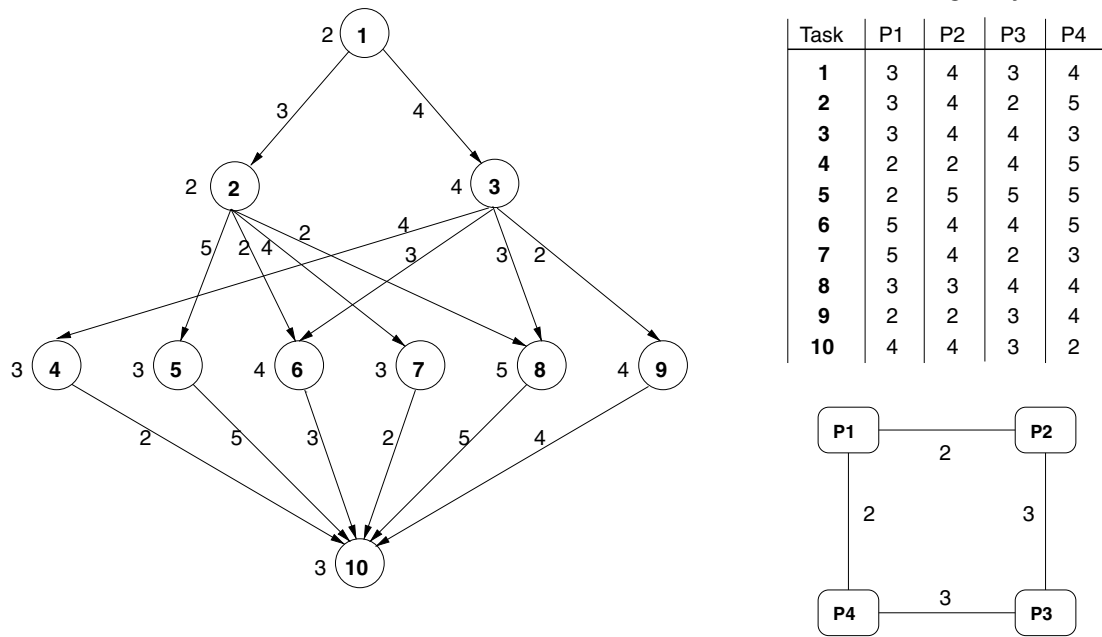 Task P1 P2 P3 P4
1 3 4 3 4
2 3 4 2 5
3 3 4 4 3
4 2 2 4 5
5 2 5 5 5
6 5 4 4 5
7 5 4 2 3
8 3 3 4 4
9 2 2 3 4
10 4 4 3 2
2 1
3 4
2 2 4 3
5 2 4 2 4 3 3 2
3 4 3 5 4 6 3 7 5 8 4 9
2 5 3 2 5 4
3 10
P1 P2
2
2 3
3
P4 P3